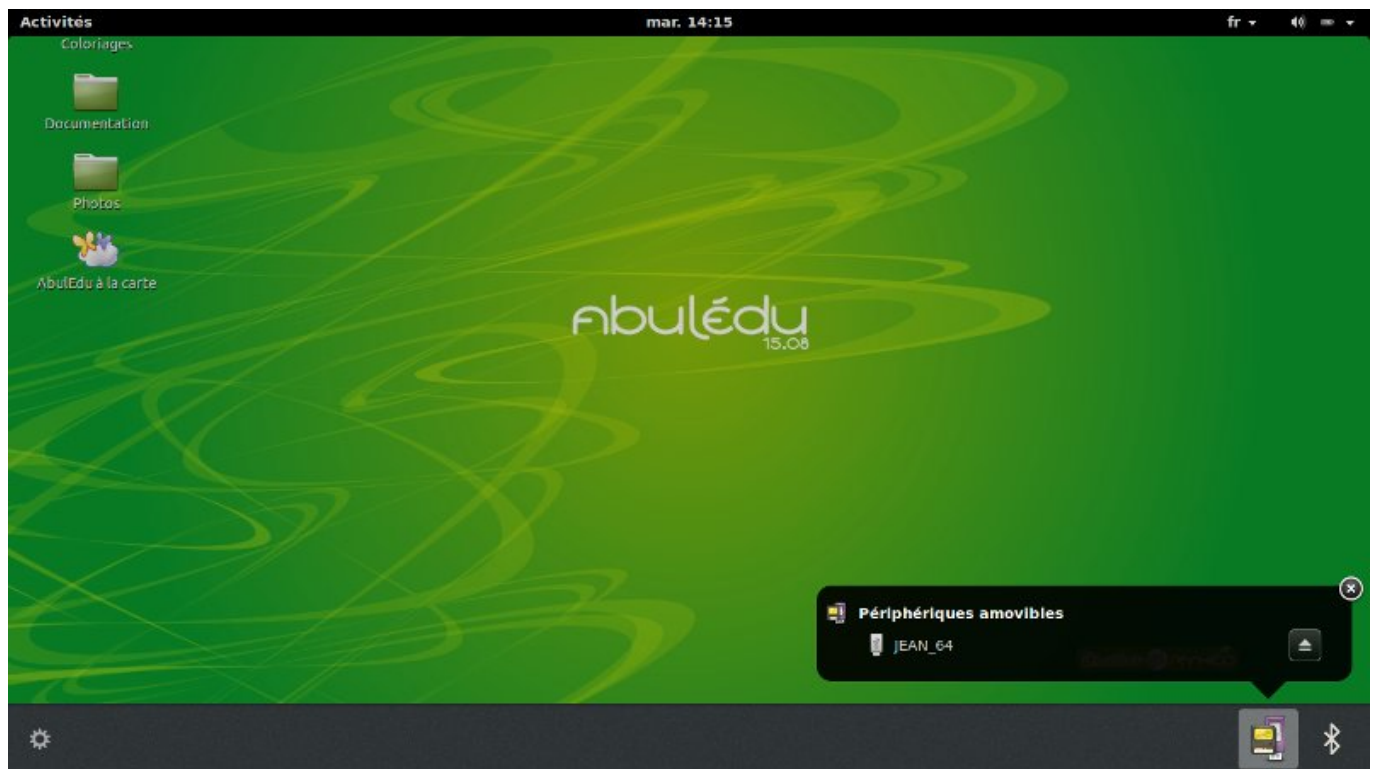 Activités
mar. 14:15
fr
Coloriages
Documentation
Photos
AbulEdu à la carte
abulédu
15.08
Périphériques amovibles
JEAN_64